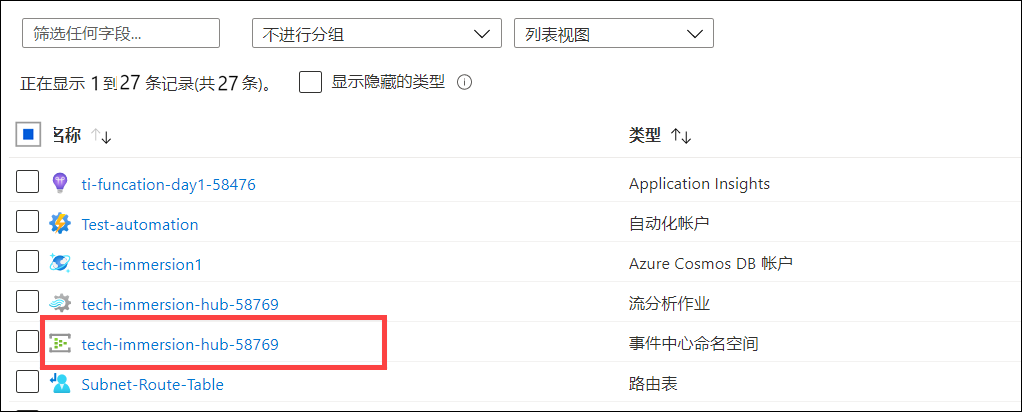 筛选任何字段... 不进行分组 列表视图
正在显示 1 到 27 条记录(共 27 条)。 显示隐藏的类型
名称 类型
ti-funcation-day1-58476 Application Insights
Test-automation 自动化帐户
tech-immersion1 Azure Cosmos DB 帐户
tech-immersion-hub-58769 流分析作业
tech-immersion-hub-58769 事件中心命名空间
Subnet-Route-Table 路由表